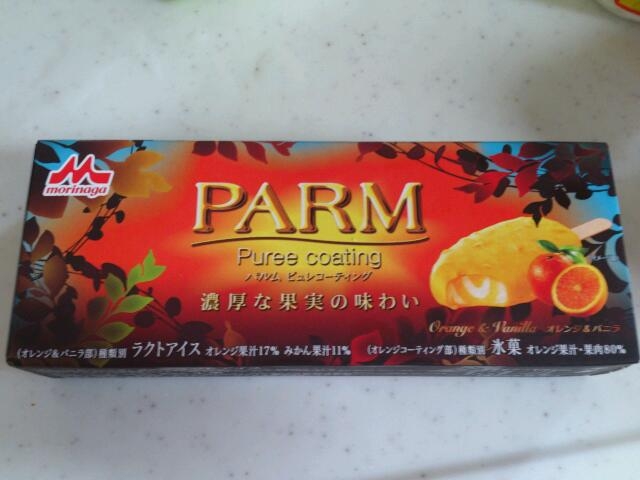 morinaga
PARM
Puree coating
パルム ピュレコーティング
濃厚な果実の味わい
Orange & Vanilla オレンジ&バニラ
(オレンジ&バニラ部)種類別 ラクトアイス オレンジ果汁17% みかん果汁11% (オレンジコーティング部)種類別 氷菓 オレンジ果汁・果肉80%